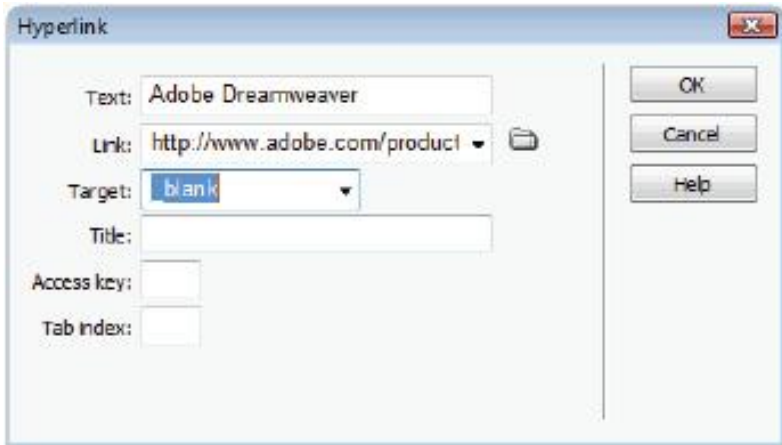 Hyperlink
Text: Adobe Dreamweaver
OK
Link: http://www.adobe.com/product
Cancel
Target: _blank
Help
Title:
Access key:
Tab index: